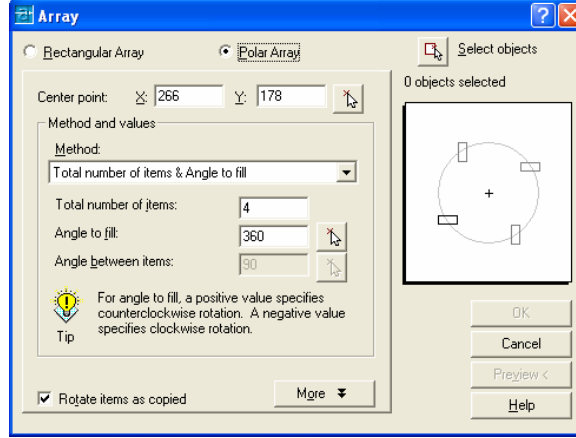 Array
Rectangular Array
Polar Array
Select objects
0 objects selected
Center point: X: 266 Y: 178
Method and values
Method:
Total number of items & Angle to fill
Total number of items: 4
Angle to fill: 360
Angle between items: 90
For angle to fill, a positive value specifies
counterclockwise rotation. A negative value
specifies clockwise rotation.
Tip
Rotate items as copied
More
OK
Cancel
Preview <
Help